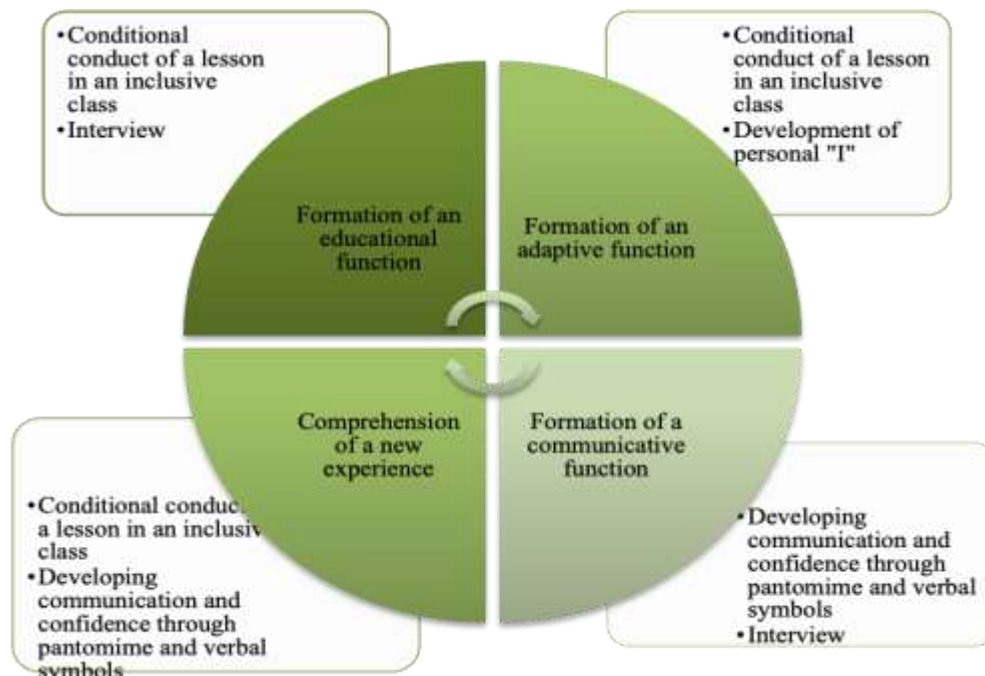 •Conditional
conduct of a lesson
in an inclusive
class
•Interview
•Conditional
conduct of a lesson
in an inclusive
class
•Development of
personal "I"
Formation of an
educational
function
Formation of an
adaptive function
Comprehension
of a new
experience
Formation of a
communicative
function
•Conditional conduc
a lesson in an inclusiv
class
•Developing
communication and
confidence through
pantomime and verbal
symbols
•Developing
communication and
confidence through
pantomime and verbal
symbols
•Interview